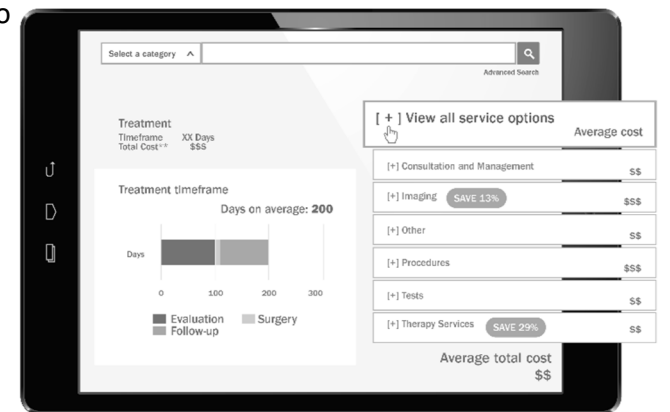 o
Select a category
Advanced Search
Treatment
Timeframe XX Days
Total Cost** $$$
[ + ] View all service options
Average cost
[+] Consultation and Management $$
[+] Imaging SAVE 13% $$$
[+] Other $$
[+] Procedures $$$
[+] Tests $$
[+] Therapy Services SAVE 29% $$
Average total cost
$$
Treatment timeframe
Days on average: 200
Days
0 100 200 300
Evaluation Surgery
Follow-up